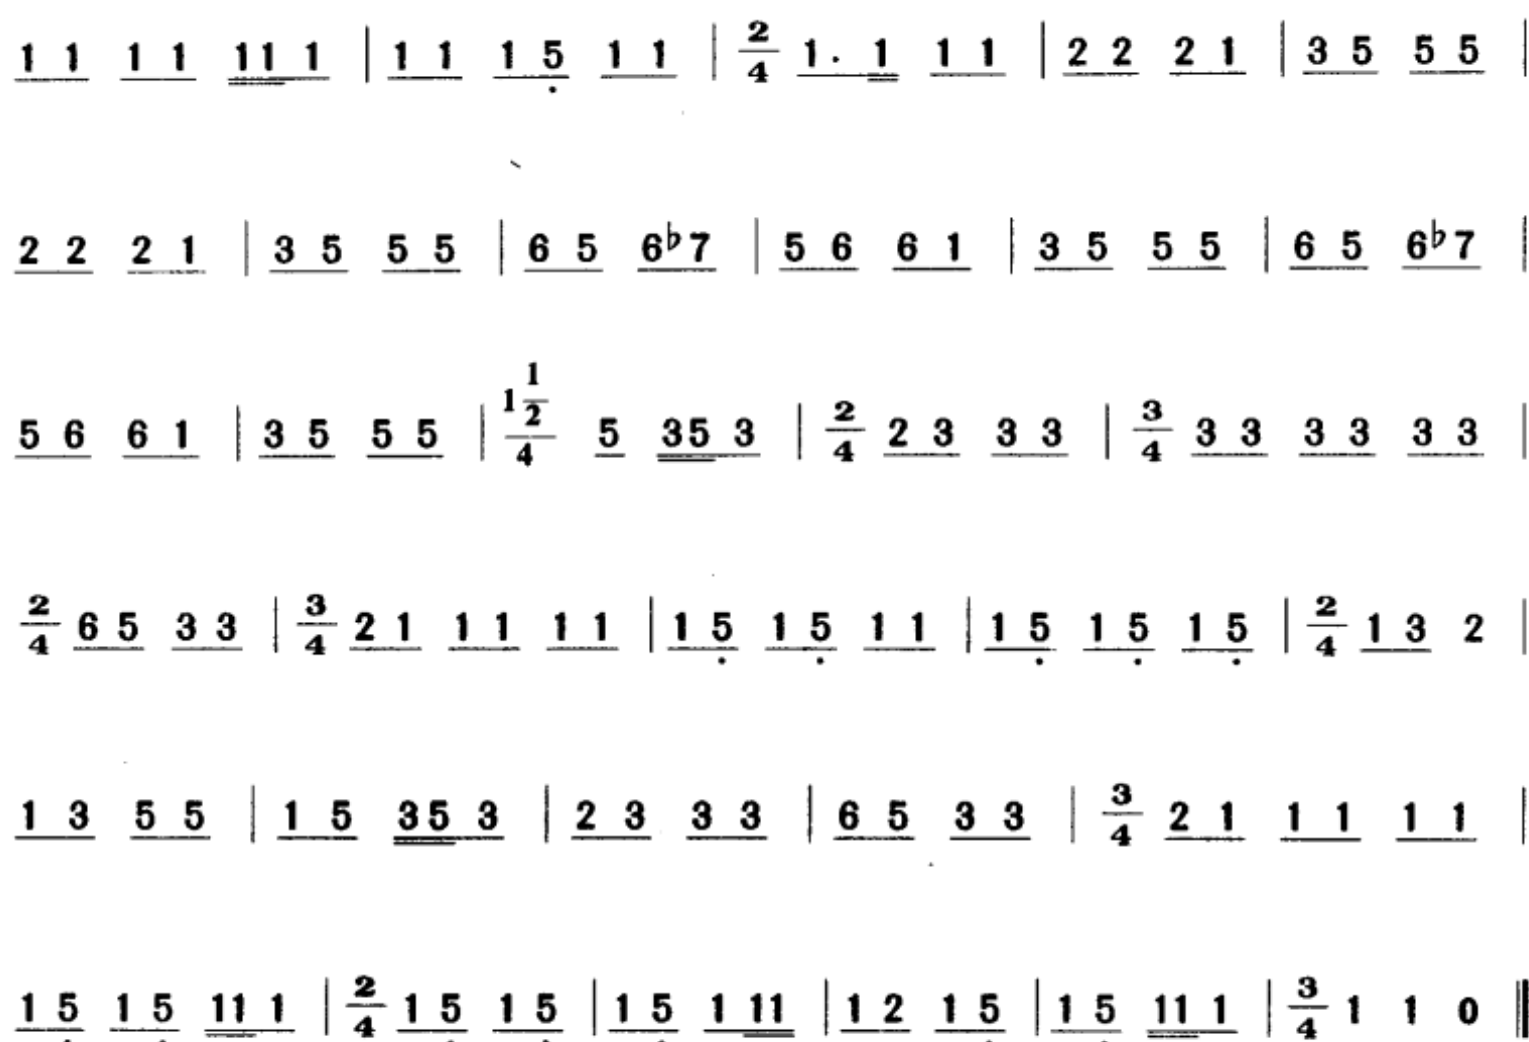 1 1 1 1 11 1 | 1 1 1 5̣ 1 1 | 2/4 1. 1 1 1 | 2 2 2 1 | 3 5 5 5 |
2 2 2 1 | 3 5 5 5 | 6 5 6♭7 | 5 6 6 1 | 3 5 5 5 | 6 5 6♭7 |
5 6 6 1 | 3 5 5 5 | 1 1/2/4 5 35 3 | 2/4 2 3 3 3 | 3/4 3 3 3 3 3 3 |
2/4 6 5 3 3 | 3/4 2 1 1 1 1 1 | 1 5̣ 1 5̣ 1 1 | 1 5̣ 1 5̣ 1 5̣ | 2/4 1 3 2 |
1 3 5 5 | 1 5 35 3 | 2 3 3 3 | 6 5 3 3 | 3/4 2 1 1 1 1 1 |
1 5̣ 1 5̣ 11 1 | 2/4 1 5̣ 1 5̣ | 1 5̣ 1 11 | 1 2 1 5̣ | 1 5̣ 11 1 | 3/4 1 1 0 ‖